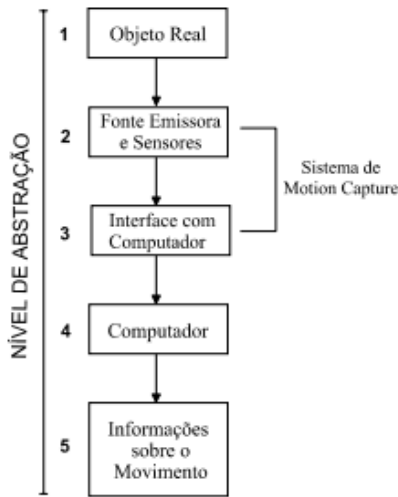 NÍVEL DE ABSTRAÇÃO
1
Objeto Real
2
Fonte Emissora
e Sensores
Sistema de
Motion Capture
3
Interface com
Computador
4
Computador
5
Informações
sobre o
Movimento